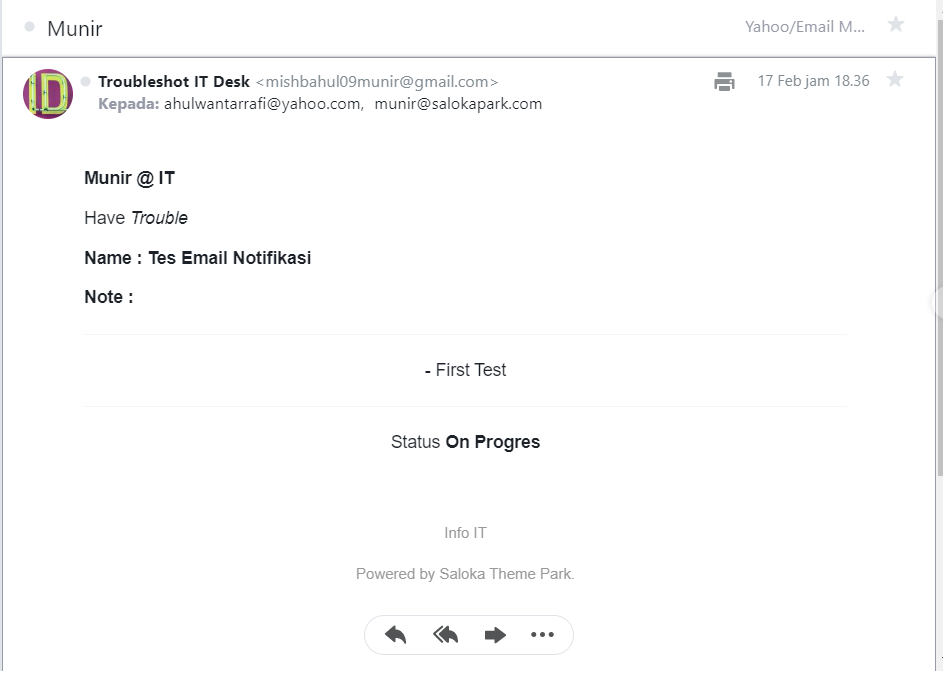 Munir
Yahoo/Email M...
Troubleshot IT Desk <mishbahul09munir@gmail.com>
17 Feb jam 18.36
Kepada: ahulwantarrafi@yahoo.com, munir@salokapark.com
Munir @ IT
Have Trouble
Name : Tes Email Notifikasi
Note :
- First Test
Status On Progres
Info IT
Powered by Saloka Theme Park.